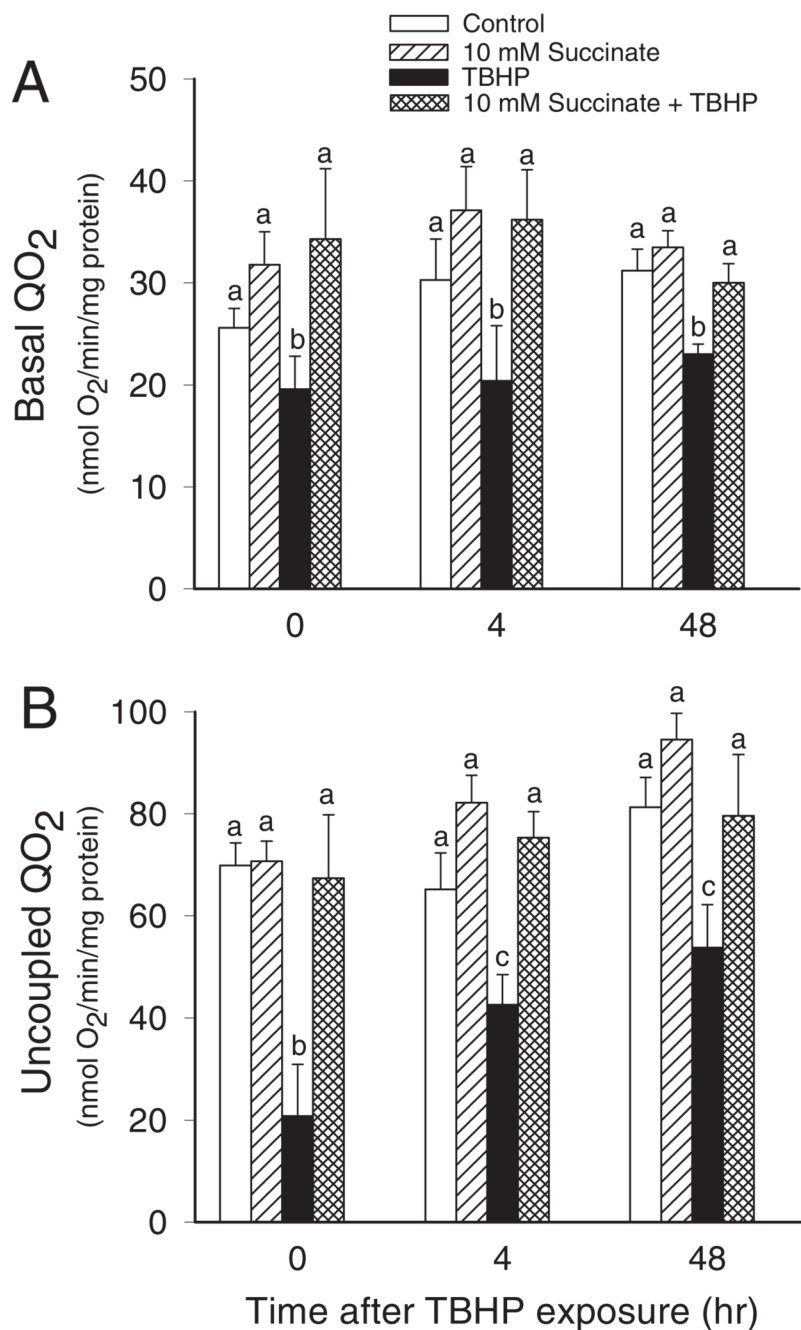 Control
10 mM Succinate
TBHP
10 mM Succinate + TBHP
A
50
40
30
20
10
0
Basal QO2
(nmol O2/min/mg protein)
a
a
b
a
a
a
b
a
a
a
b
a
0
4
48
B
100
80
60
40
20
0
Uncoupled QO2
(nmol O2/min/mg protein)
a
a
b
a
a
a
c
a
a
a
c
a
0
4
48
Time after TBHP exposure (hr)